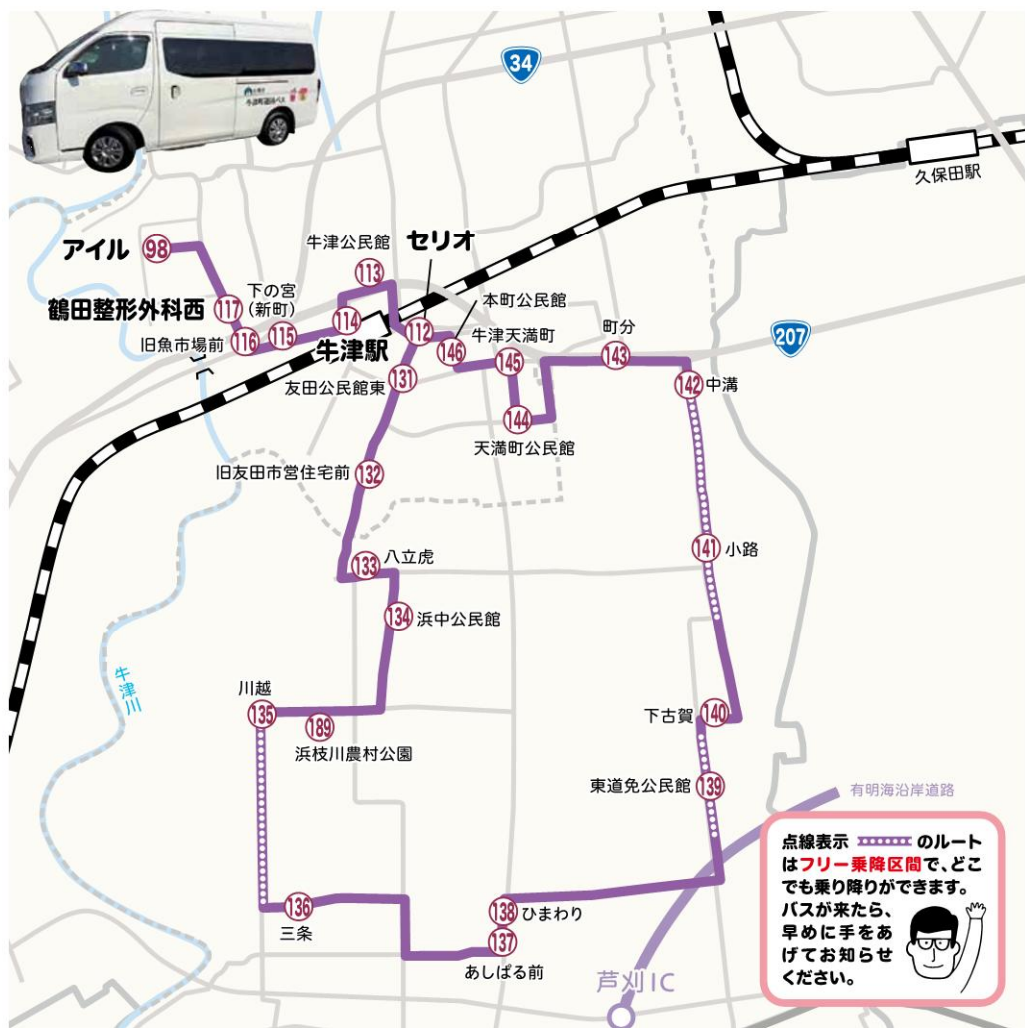 34
久保田駅
牛津公民館
セリオ
アイル
98
113
本町公民館
下の宮
(新町)
鶴田整形外科西
117
牛津天満町
町分
207
旧魚市場前
116
115
114
牛津駅
112
146
145
143
友田公民館東
131
142
中溝
144
天満町公民館
旧友田市営住宅前
132
141
小路
八立虎
133
134
浜中公民館
牛津川
川越
135
189
浜枝川農村公園
下古賀
140
東道免公民館
139
有明海沿岸道路
136
三条
138
ひまわり
137
あしぱる前
芦刈IC
点線表示 のルート
はフリー乗降区間で、どこ
でも乗り降りができます。
バスが来たら、
早めに手をあ
げてお知らせ
ください。